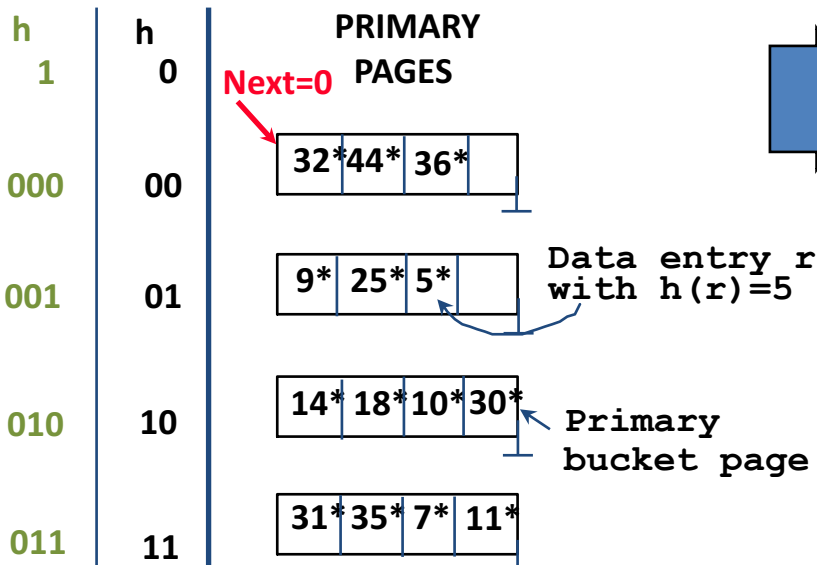 h h PRIMARY
1 0 PAGES
Next=0
32* 44* 36*
000 00
Data entry r
9* 25* 5*
with h(r)=5
001 01
14* 18* 10* 30*
010 10 Primary
bucket page
31* 35* 7* 11*
011 11